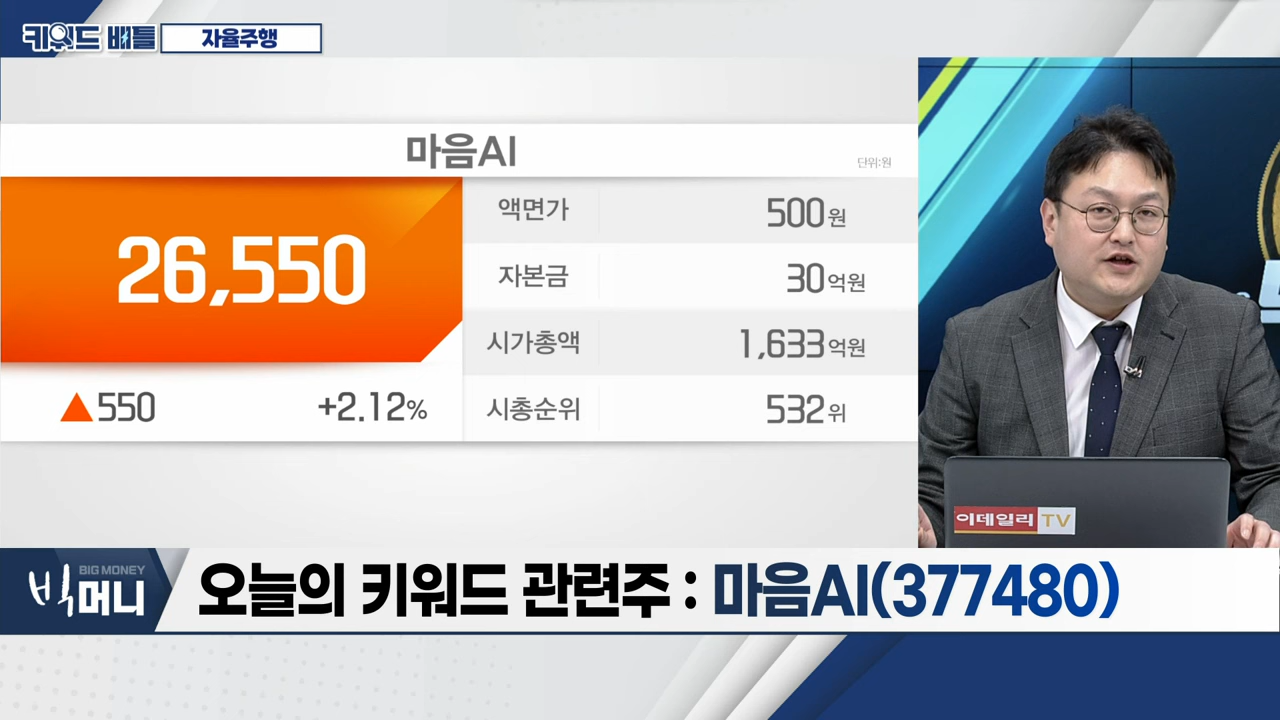 키워드 배틀
자율주행
마음AI
단위:원
26,550
▲550 +2.12%
액면가 500원
자본금 30억원
시가총액 1,633억원
시총순위 532위
이데일리TV
BIG MONEY
빅머니
오늘의 키워드 관련주 : 마음AI(377480)